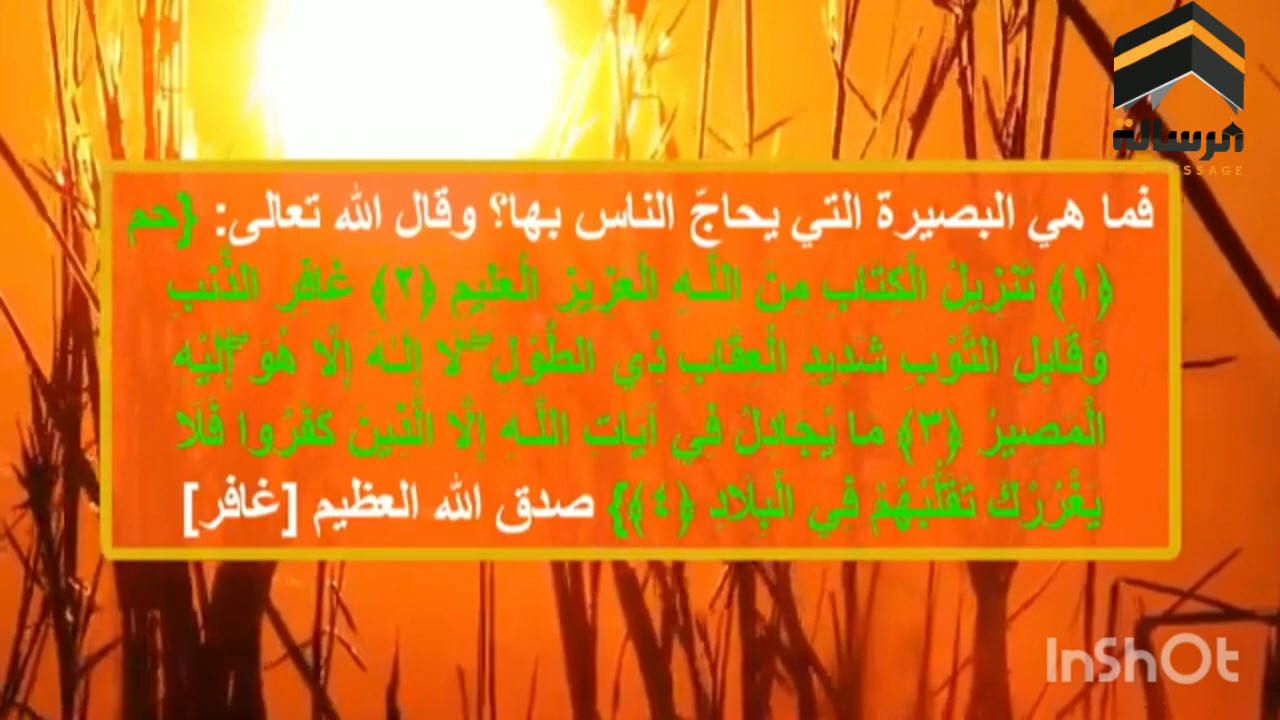 الرسالة
THE MESSAGE
فما هي البصيرة التي يحاجّ الناس بها؟ وقال الله تعالى: {حم
﴿١﴾ تَنْزِيلُ الْكِتَابِ مِنَ اللَّـهِ الْعَزِيزِ الْعَلِيمِ ﴿٢﴾ غَافِرِ الذَّنبِ
وَقَابِلِ التَّوْبِ شَدِيدِ الْعِقَابِ ذِي الطَّوْلِ ۖ لَا إِلَـٰهَ إِلَّا هُوَ ۖ إِلَيْهِ
الْمَصِيرُ ﴿٣﴾ مَا يُجَادِلُ فِي آيَاتِ اللَّـهِ إِلَّا الَّذِينَ كَفَرُوا فَلَا
يَغْرُرْكَ تَقَلُّبُهُمْ فِي الْبِلَادِ ﴿٤﴾} صدق الله العظيم [غافر]
InShOt